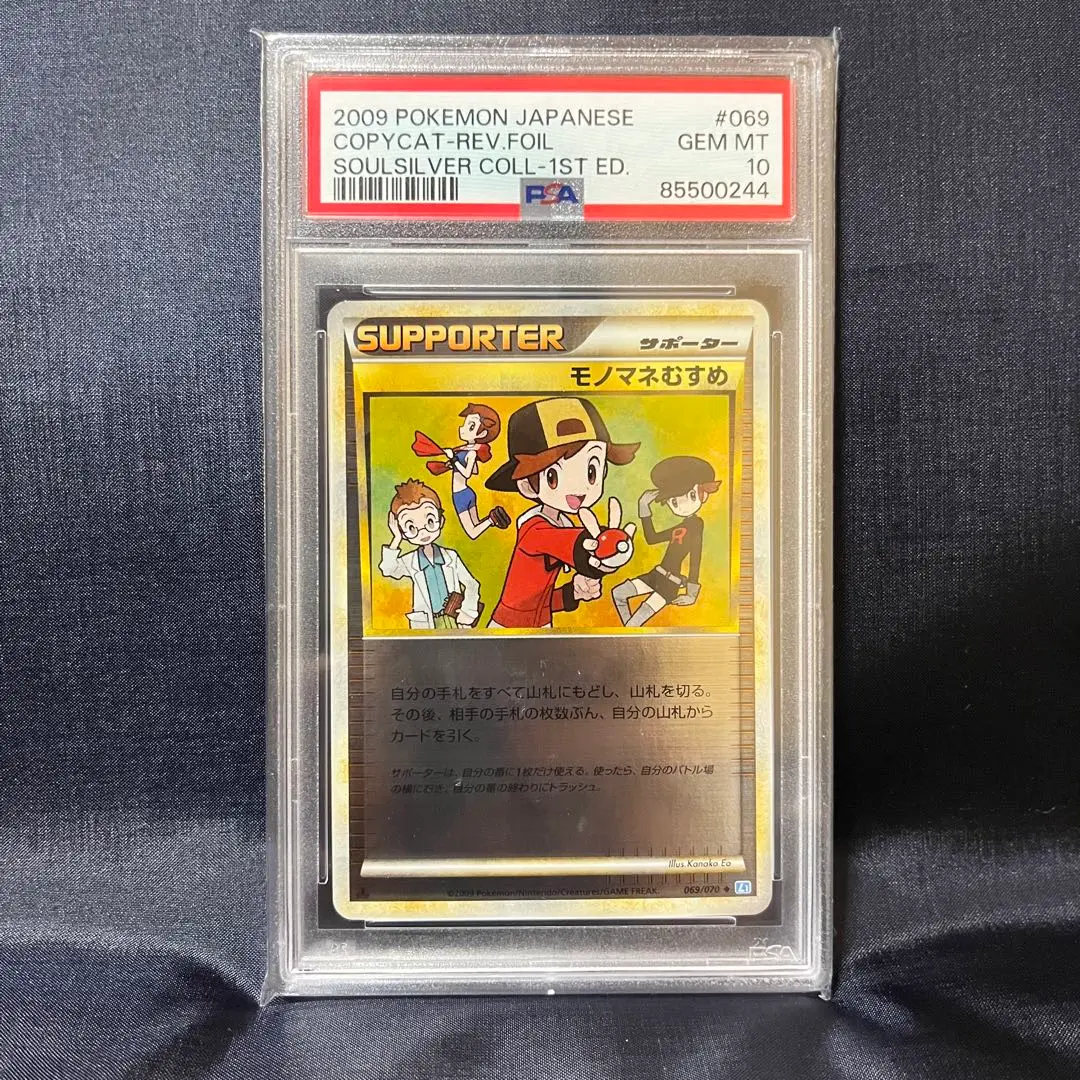 2009 POKEMON JAPANESE #069
COPYCAT-REV.FOIL GEM MT
SOULSILVER COLL-1ST ED. 10
PSA 85500244
SUPPORTER サポーター
モノマネむすめ
R
自分の手札をすべて山札にもどし、山札を切る。
その後、相手の手札の枚数ぶん、自分の山札から
カードを引く。
サポーターは、自分の番に1枚だけ使える。使ったら、自分のバトル場
の横におき、自分の番の終わりにトラッシュ。
Illus.Kanako Eo
©2009 Pokémon/Nintendo/Creatures/GAME FREAK. 069/070 ◆ L1
PSA